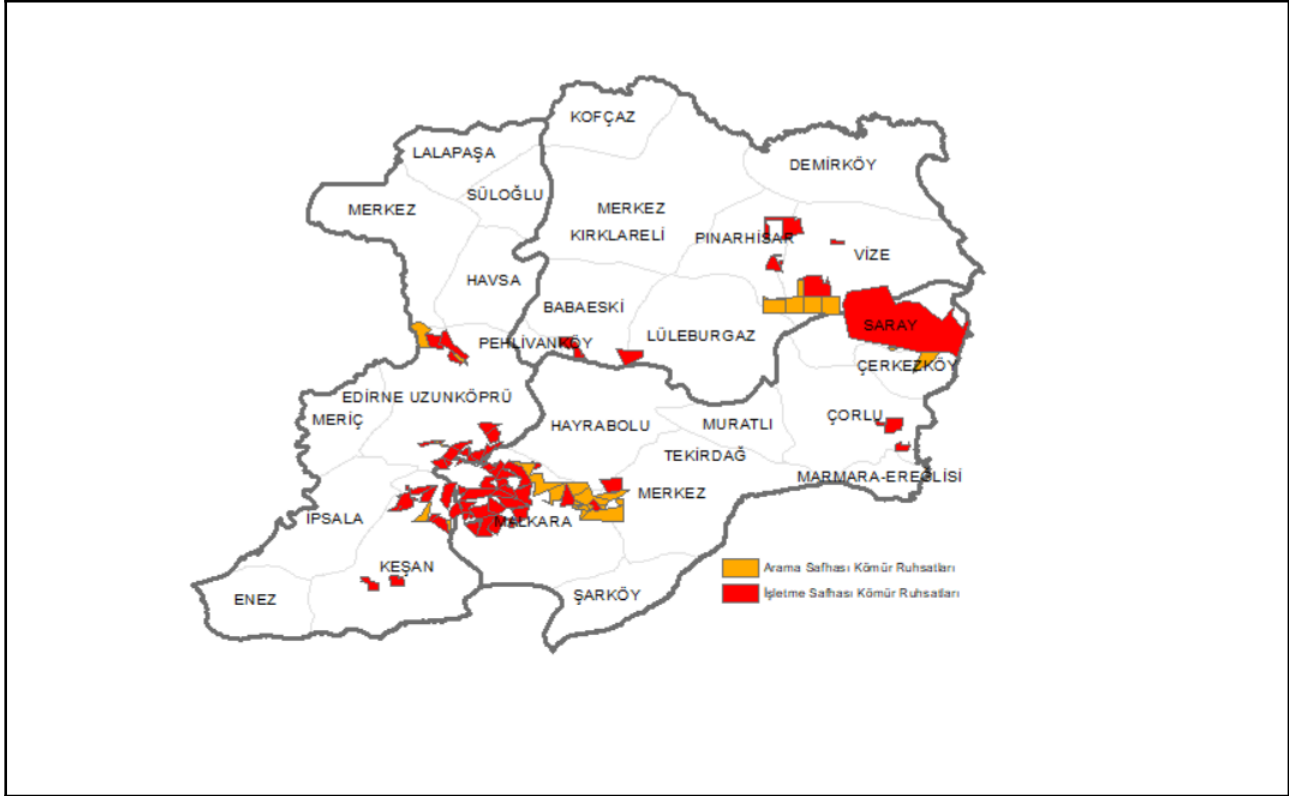 KOFÇAZ
LALAPAŞA
DEMİRKÖY
SÜLOĞLU
MERKEZ
MERKEZ
KIRKLARELİ
PINARHİSAR
VİZE
HAVSA
BABAESKİ
SARAY
LÜLEBURGAZ
PEHLİVANKÖY
ÇERKEZKÖY
EDİRNE UZUNKÖPRÜ
MERİÇ
HAYRABOLU
MURATLI
ÇORLU
TEKİRDAĞ
MARMARA-EREĞLİSİ
MERKEZ
İPSALA
MALKARA
KEŞAN
ENEZ
ŞARKÖY
Arama Safhası Kömür Ruhsatları
İşletme Safhası Kömür Ruhsatları